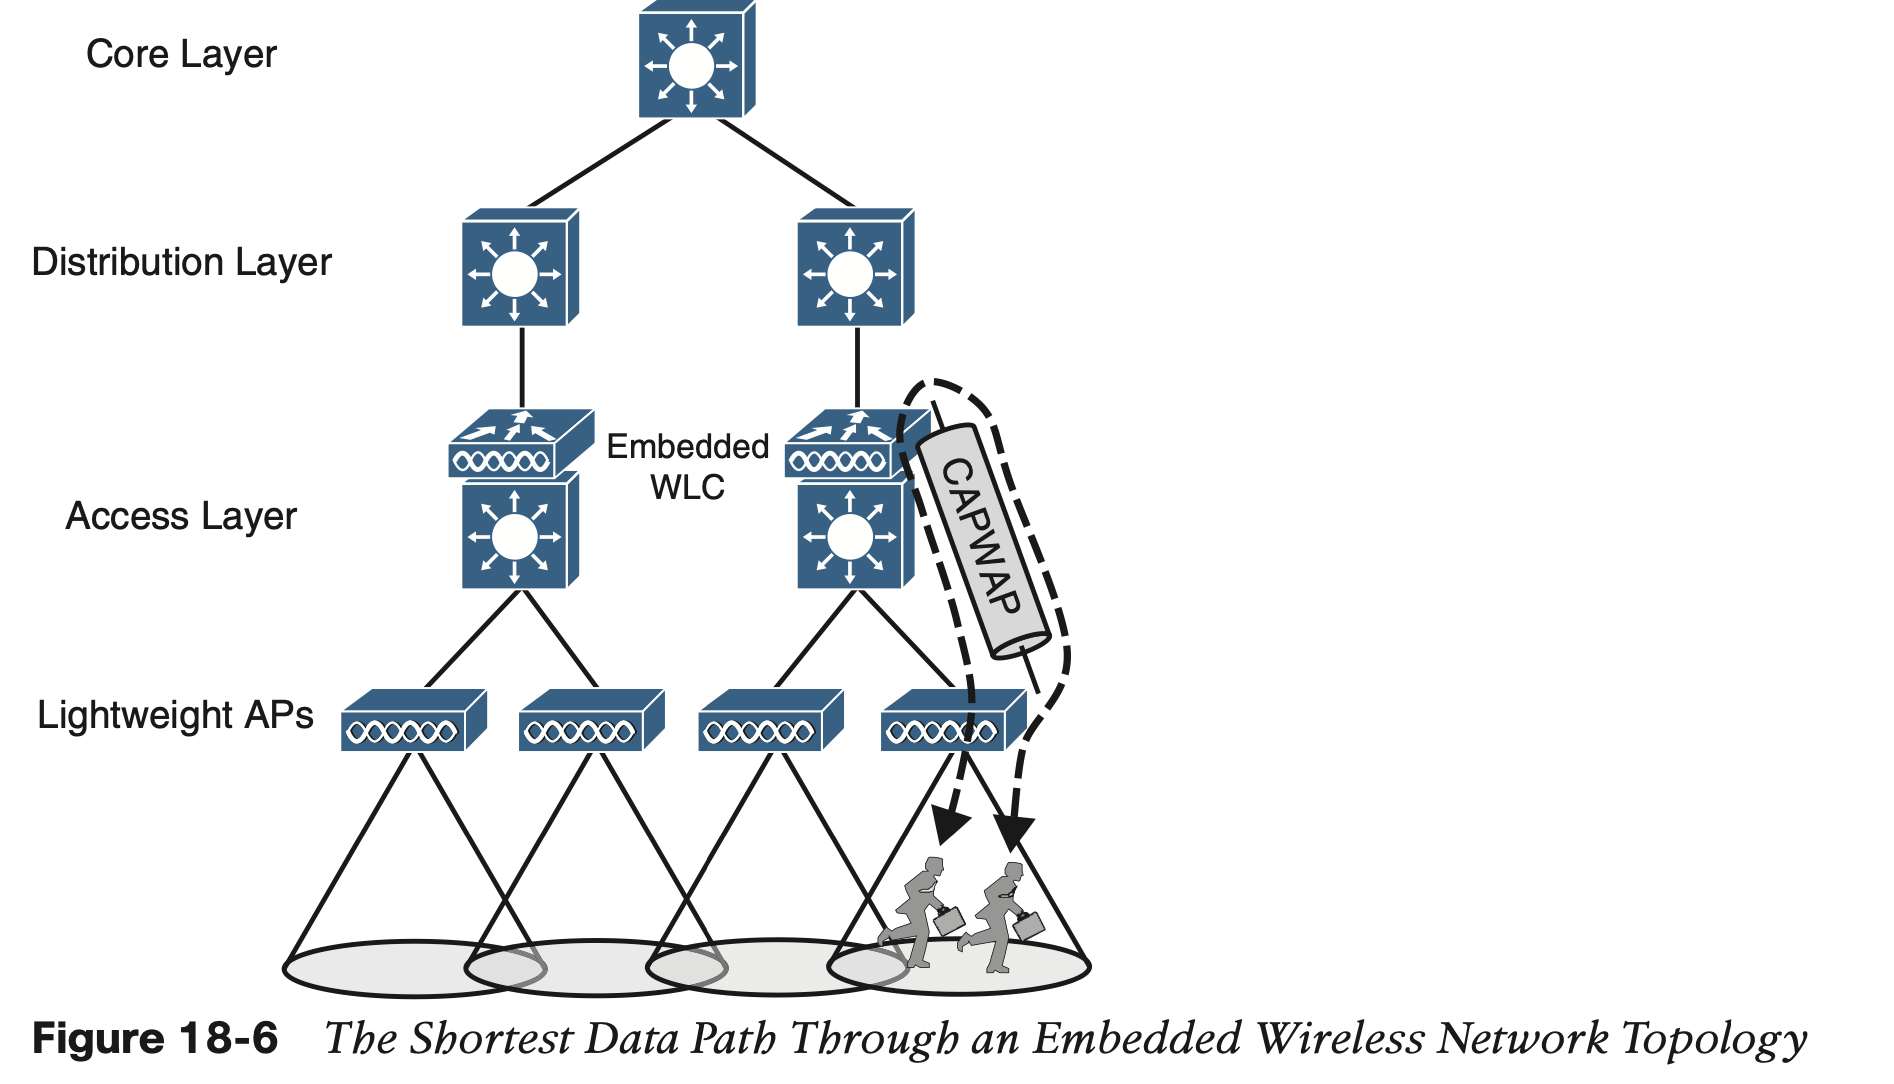 Core Layer
Distribution Layer
Embedded
WLC
CAPWAP
Access Layer
Lightweight APs
Figure 18-6 The Shortest Data Path Through an Embedded Wireless Network Topology